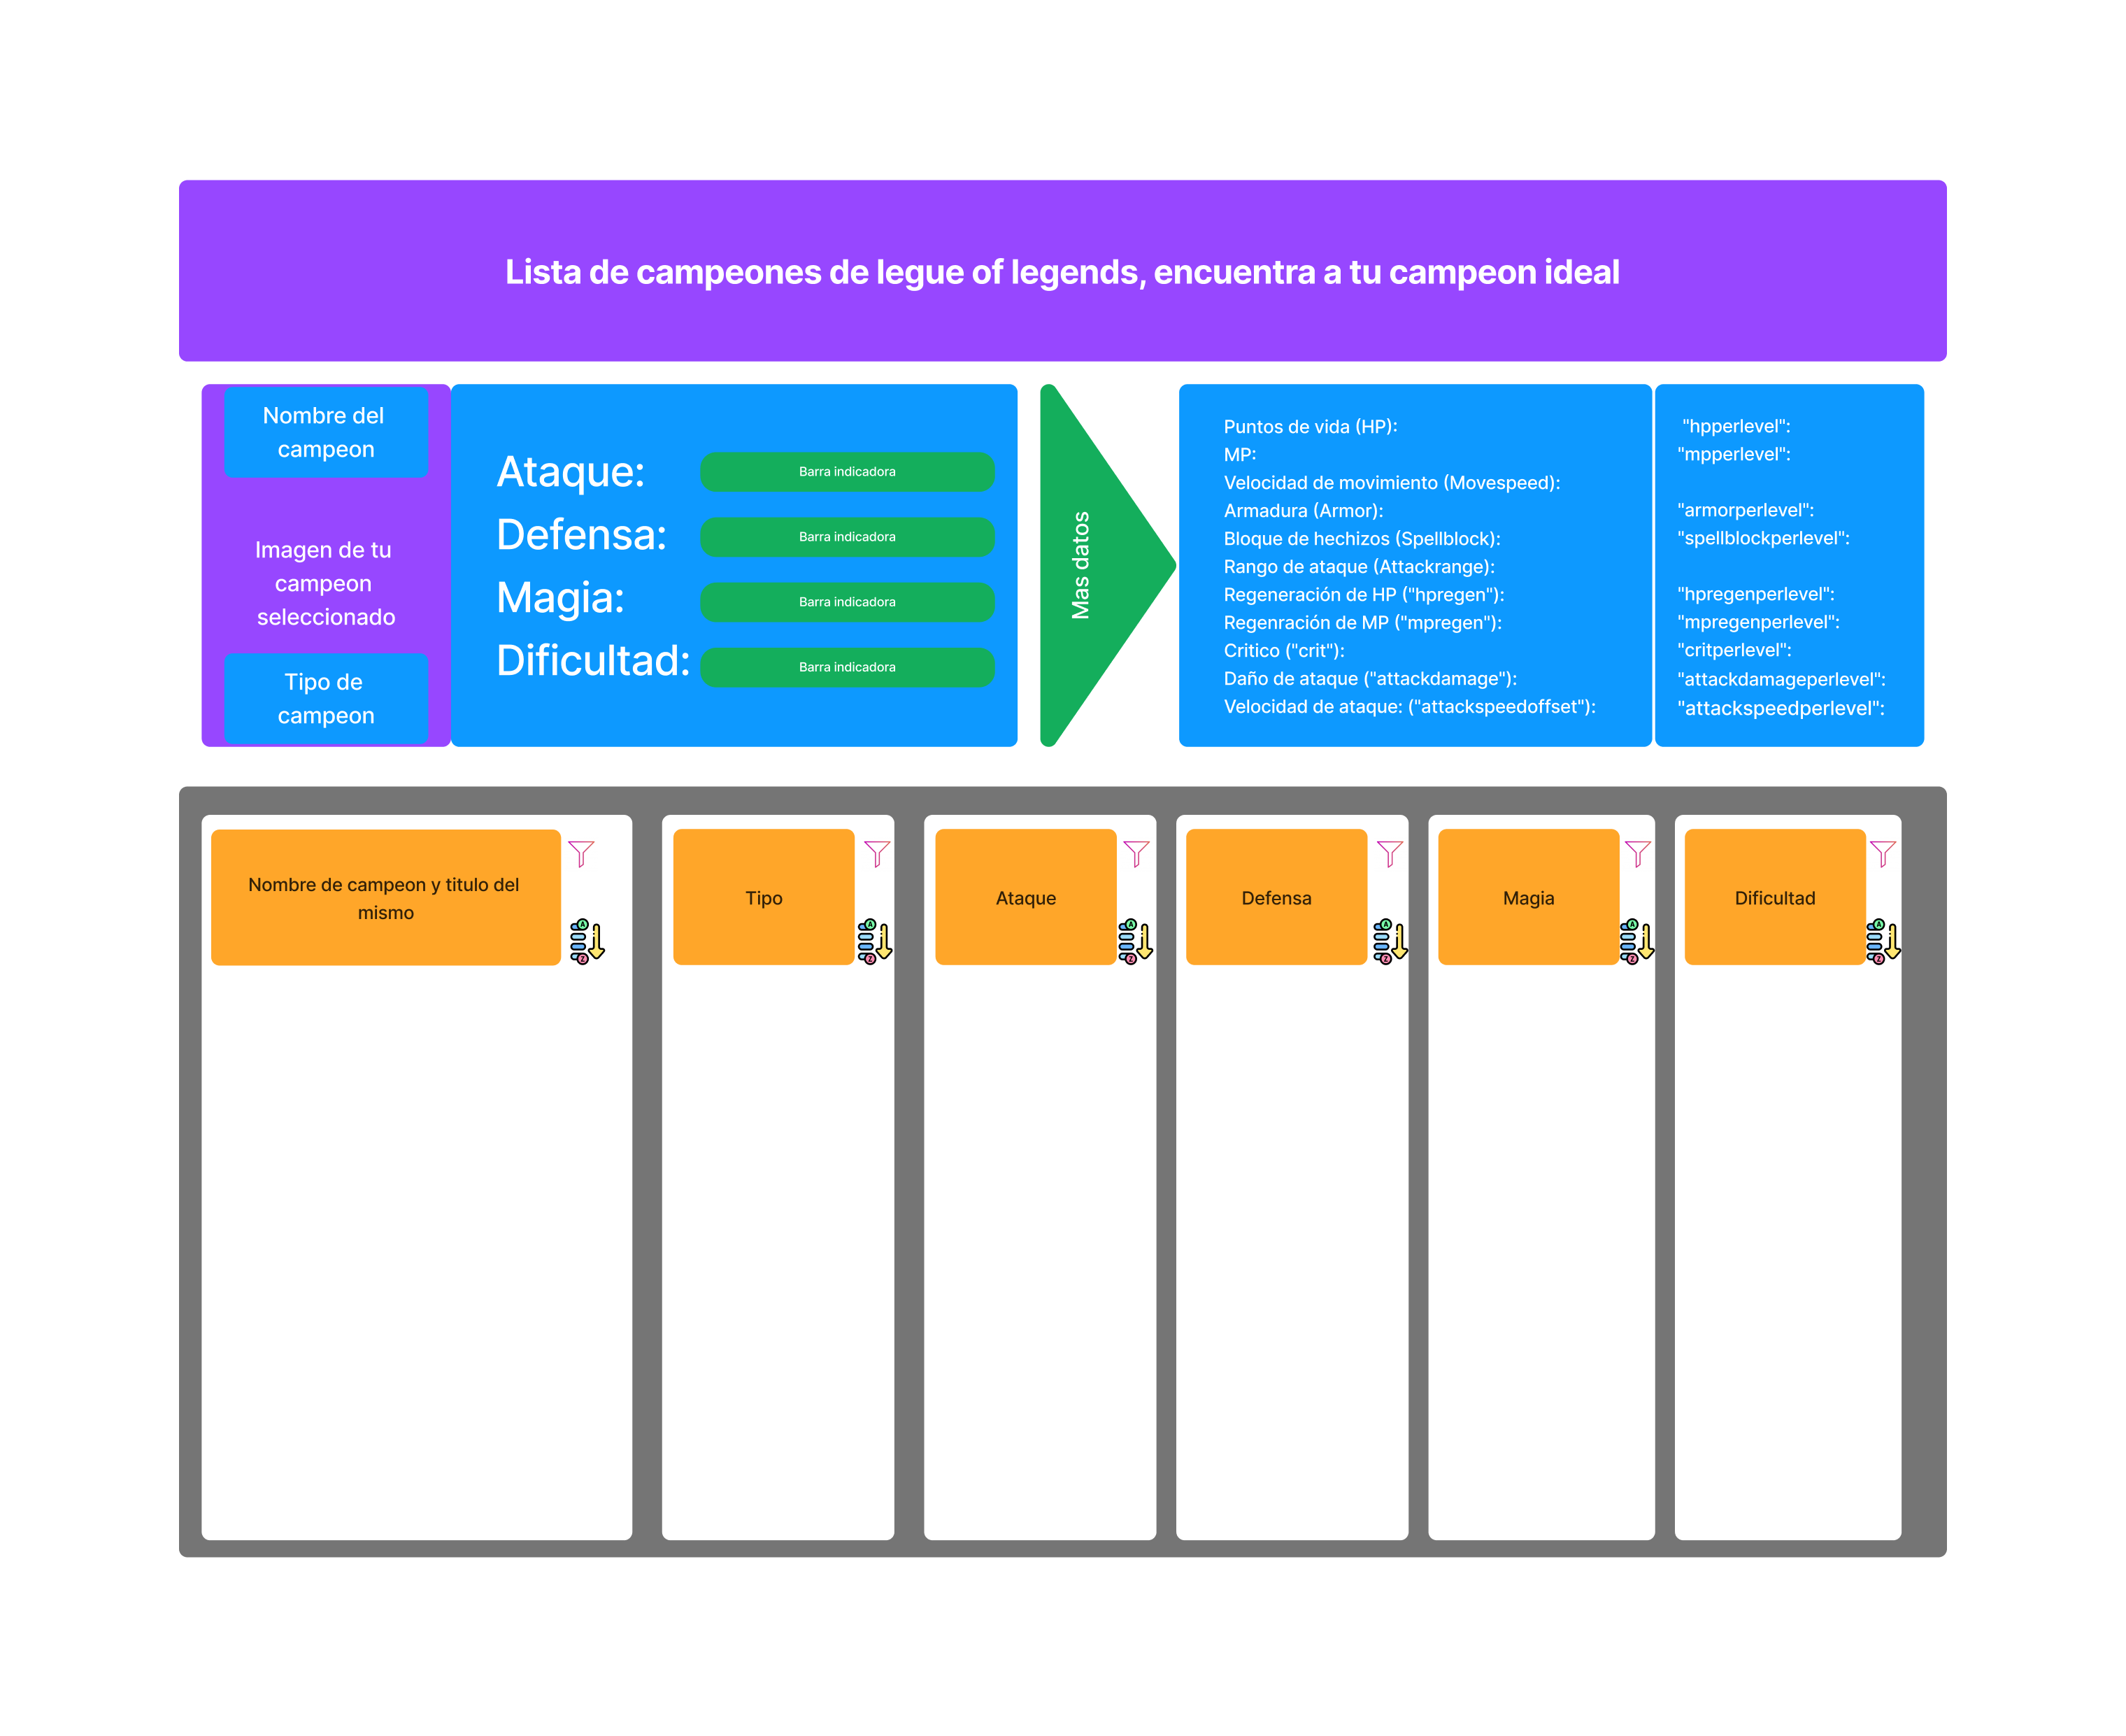 Lista de campeones de legue of legends, encuentra a tu campeon ideal
Nombre del
campeon
Imagen de tu
campeon
seleccionado
Tipo de
campeon
Ataque:
Barra indicadora
Defensa:
Barra indicadora
Magia:
Barra indicadora
Dificultad:
Barra indicadora
Mas datos
Puntos de vida (HP):
MP:
Velocidad de movimiento (Movespeed):
Armadura (Armor):
Bloque de hechizos (Spellblock):
Rango de ataque (Attackrange):
Regeneración de HP ("hpregen"):
Regenración de MP ("mpregen"):
Critico ("crit"):
Daño de ataque ("attackdamage"):
Velocidad de ataque: ("attackspeedoffset"):
"hpperlevel":
"mpperlevel":
"armorperlevel":
"spellblockperlevel":
"hpregenperlevel":
"mpregenperlevel":
"critperlevel":
"attackdamageperlevel":
"attackspeedperlevel":
Nombre de campeon y titulo del
mismo
A
Z
Tipo
A
Z
Ataque
A
Z
Defensa
A
Z
Magia
A
Z
Dificultad
A
Z